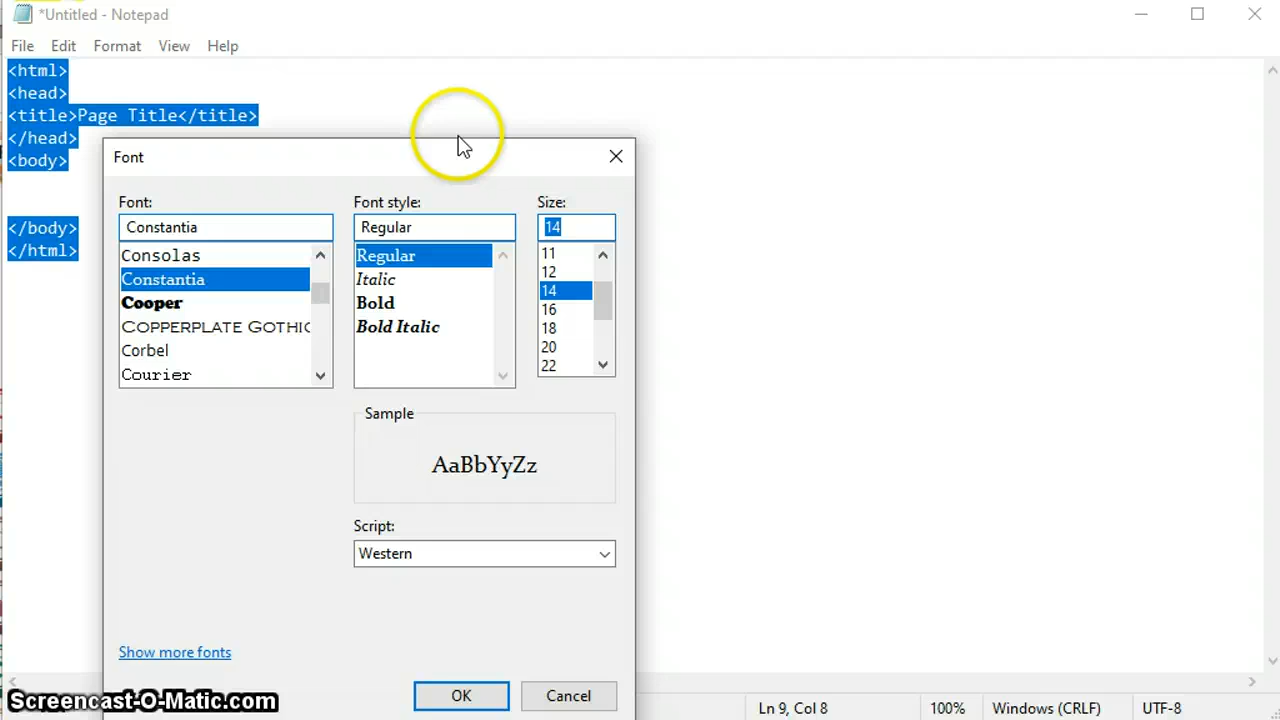 *Untitled - Notepad
File Edit Format View Help
<html>
<head>
<title>Page Title</title>
</head>
<body>
</body>
</html>
Font
Font: Font style: Size:
Constantia Regular 14
Consolas Regular 11
Constantia Italic 12
Cooper Bold 14
COPPERPLATE GOTHIC Bold Italic 16
Corbel 18
Courier 20
22
Sample
AaBbYyZz
Script:
Western
Show more fonts
OK Cancel
Screencast-O-Matic.com
Ln 9, Col 8 100% Windows (CRLF) UTF-8